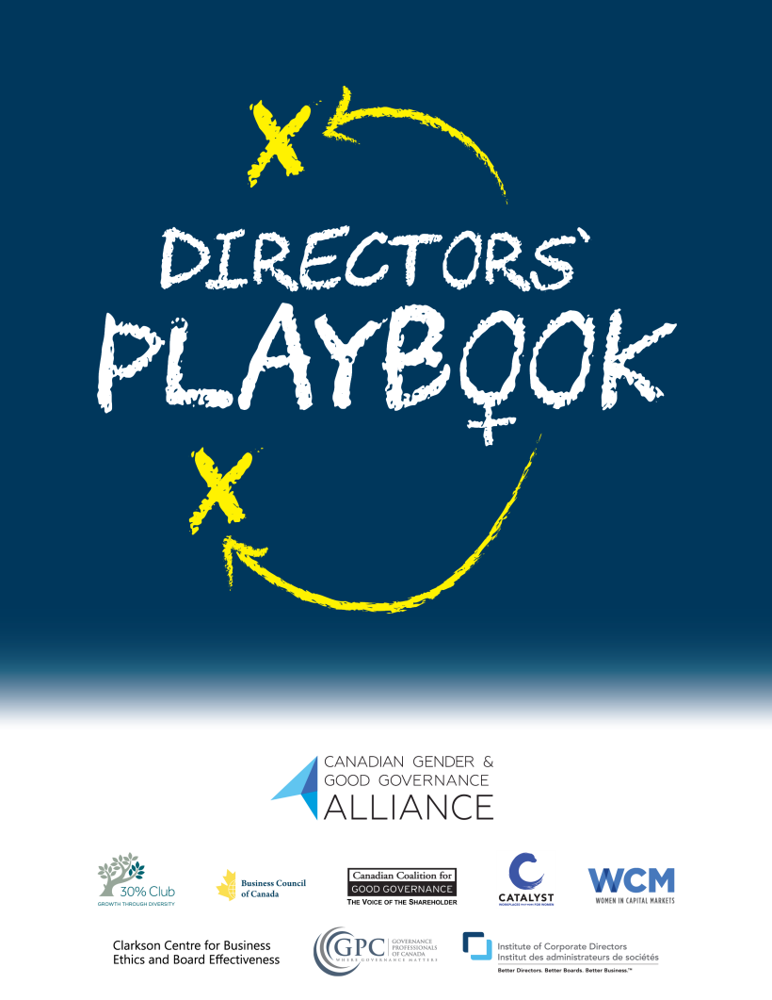 DIRECTORS'
PLAYBOOK
CANADIAN GENDER &
GOOD GOVERNANCE
ALLIANCE
30% Club
GROWTH THROUGH DIVERSITY
Business Council
of Canada
Canadian Coalition for
GOOD GOVERNANCE
THE VOICE OF THE SHAREHOLDER
CATALYST
WORKPLACES THAT WORK FOR WOMEN
WCM
WOMEN IN CAPITAL MARKETS
Clarkson Centre for Business
Ethics and Board Effectiveness
GPC
GOVERNANCE
PROFESSIONALS
OF CANADA
WHERE GOVERNANCE MATTERS
Institute of Corporate Directors
Institut des administrateurs de sociétés
Better Directors. Better Boards. Better Business.™